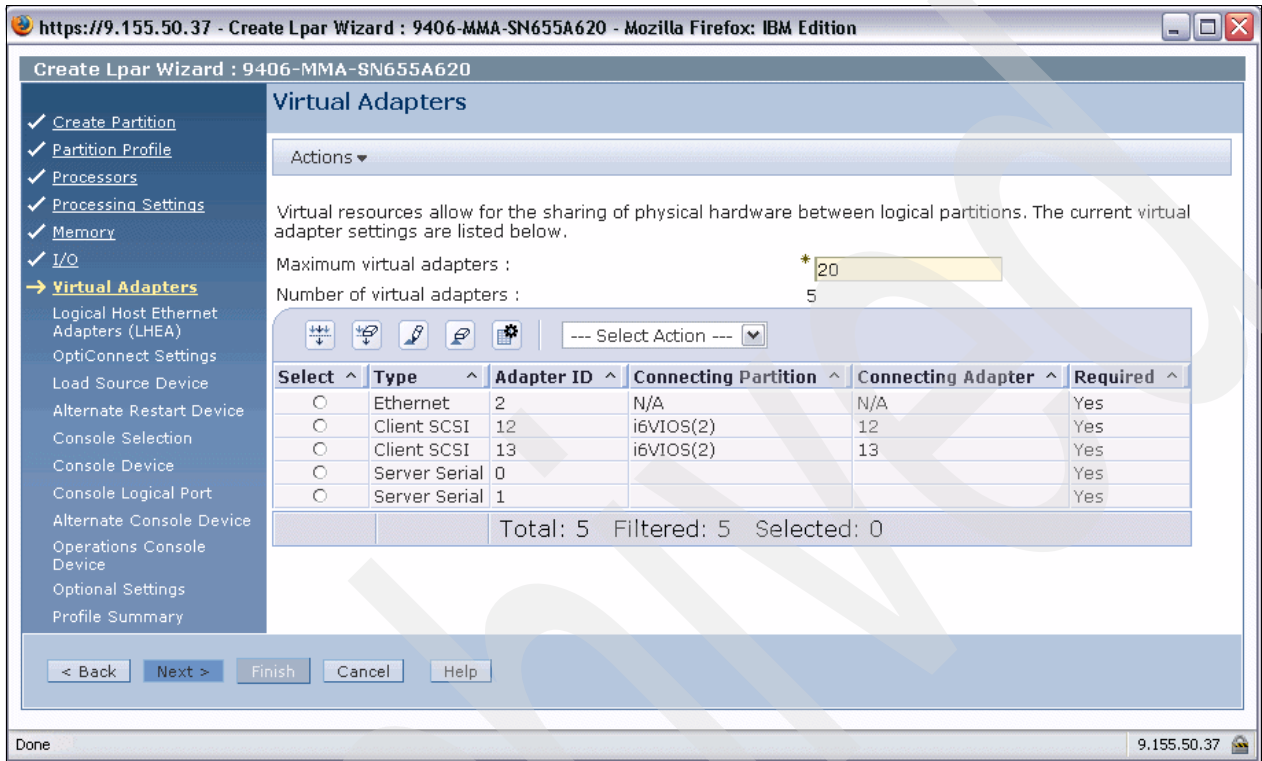 https://9.155.50.37 - Create Lpar Wizard : 9406-MMA-SN655A620 - Mozilla Firefox: IBM Edition
Create Lpar Wizard : 9406-MMA-SN655A620
Create Partition
Partition Profile
Processors
Processing Settings
Memory
I/O
Virtual Adapters
Logical Host Ethernet
Adapters (LHEA)
OptiConnect Settings
Load Source Device
Alternate Restart Device
Console Selection
Console Device
Console Logical Port
Alternate Console Device
Operations Console
Device
Optional Settings
Profile Summary
Virtual Adapters
Actions
Virtual resources allow for the sharing of physical hardware between logical partitions. The current virtual
adapter settings are listed below.
Maximum virtual adapters : * 20
Number of virtual adapters : 5
--- Select Action ---
Select ^ Type ^ Adapter ID ^ Connecting Partition ^ Connecting Adapter ^ Required ^
Ethernet 2 N/A N/A Yes
Client SCSI 12 i6VIOS(2) 12 Yes
Client SCSI 13 i6VIOS(2) 13 Yes
Server Serial 0 Yes
Server Serial 1 Yes
Total: 5 Filtered: 5 Selected: 0
< Back Next > Finish Cancel Help
Done 9.155.50.37